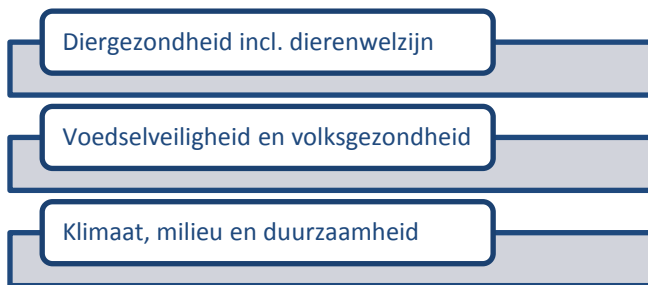 Diergezondheid incl. dierenwelzijn
Voedselveiligheid en volksgezondheid
Klimaat, milieu en duurzaamheid